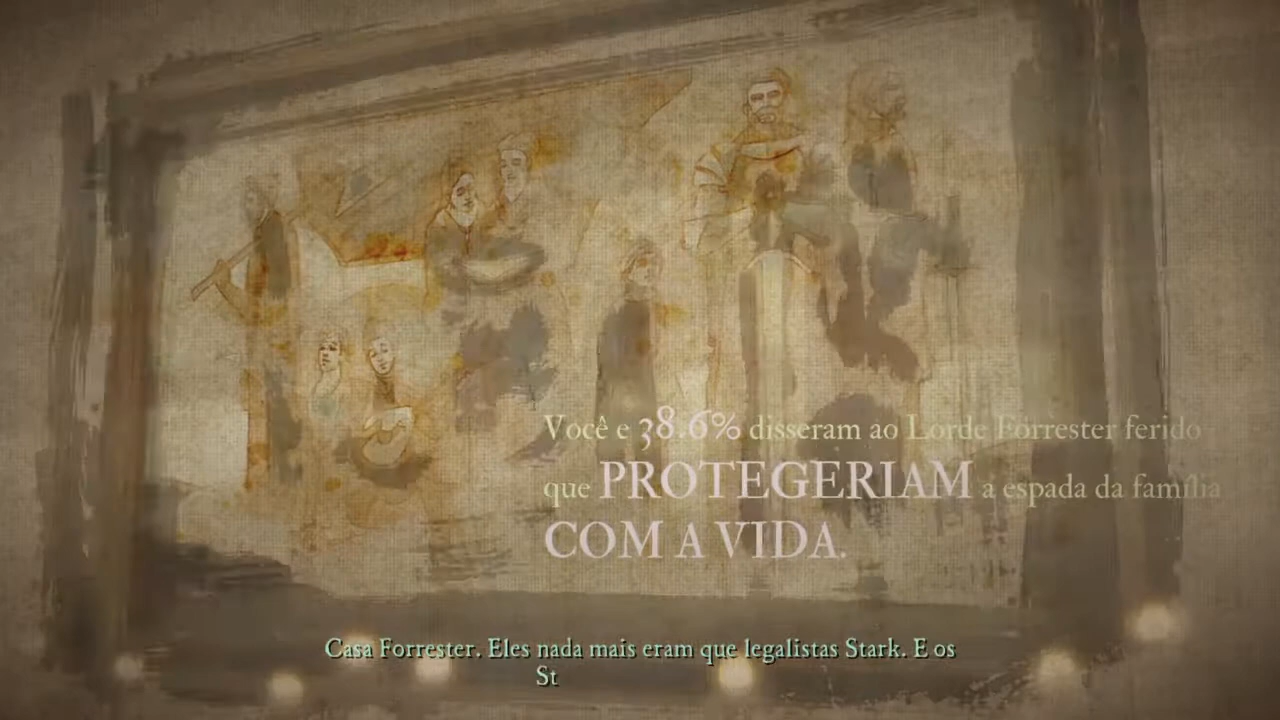 Você e 38.6% disseram ao Lorde Forrester ferido
que PROTEGERIAM a espada da família
COM A VIDA.
Casa Forrester. Eles nada mais eram que legalistas Stark. E os
St